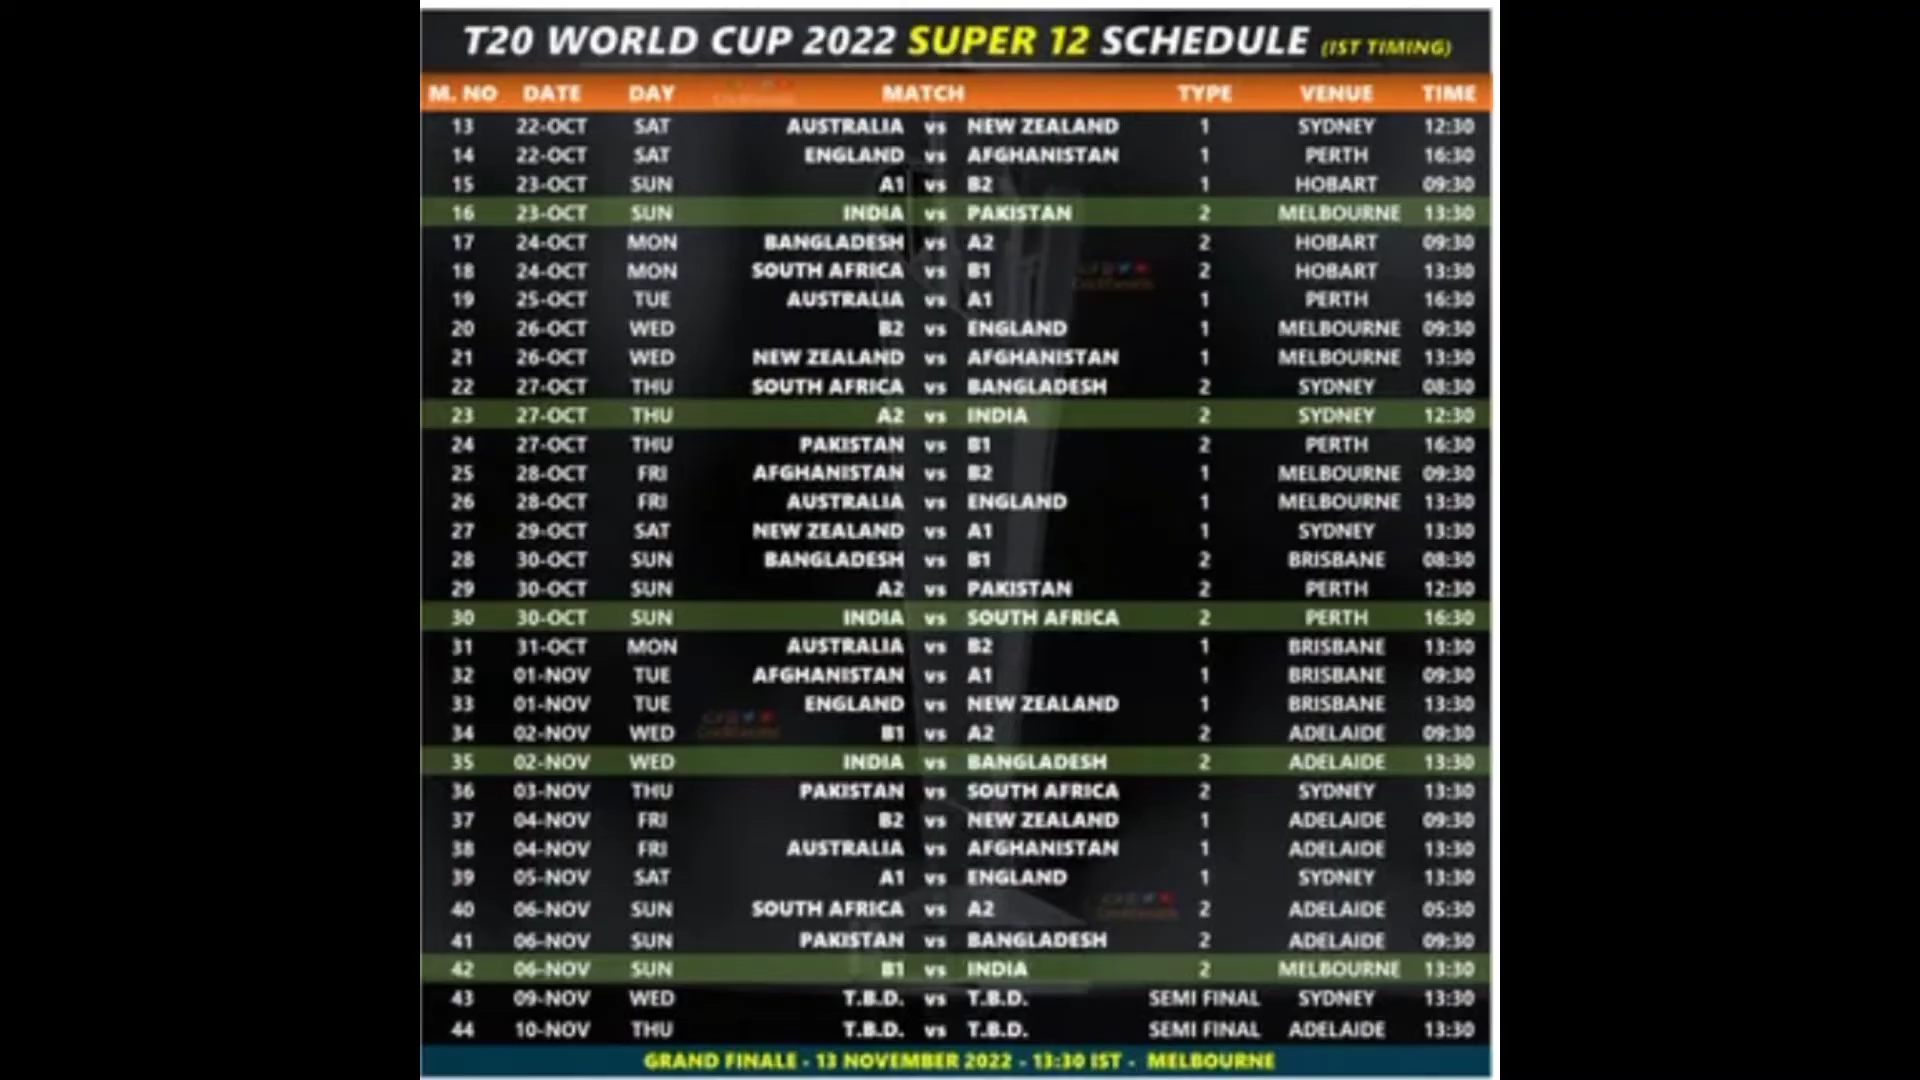 T20 WORLD CUP 2022 SUPER 12 SCHEDULE (IST TIMING)
M. NO DATE DAY MATCH TYPE VENUE TIME
13 22-OCT SAT AUSTRALIA vs NEW ZEALAND 1 SYDNEY 12:30
14 22-OCT SAT ENGLAND vs AFGHANISTAN 1 PERTH 16:30
15 23-OCT SUN A1 vs B2 1 HOBART 09:30
16 23-OCT SUN INDIA vs PAKISTAN 2 MELBOURNE 13:30
17 24-OCT MON BANGLADESH vs A2 2 HOBART 09:30
18 24-OCT MON SOUTH AFRICA vs B1 2 HOBART 13:30
19 25-OCT TUE AUSTRALIA vs A1 1 PERTH 16:30
20 26-OCT WED B2 vs ENGLAND 1 MELBOURNE 09:30
21 26-OCT WED NEW ZEALAND vs AFGHANISTAN 1 MELBOURNE 13:30
22 27-OCT THU SOUTH AFRICA vs BANGLADESH 2 SYDNEY 08:30
23 27-OCT THU A2 vs INDIA 2 SYDNEY 12:30
24 27-OCT THU PAKISTAN vs B1 2 PERTH 16:30
25 28-OCT FRI AFGHANISTAN vs B2 1 MELBOURNE 09:30
26 28-OCT FRI AUSTRALIA vs ENGLAND 1 MELBOURNE 13:30
27 29-OCT SAT NEW ZEALAND vs A1 1 SYDNEY 13:30
28 30-OCT SUN BANGLADESH vs B1 2 BRISBANE 08:30
29 30-OCT SUN A2 vs PAKISTAN 2 PERTH 12:30
30 30-OCT SUN INDIA vs SOUTH AFRICA 2 PERTH 16:30
31 31-OCT MON AUSTRALIA vs B2 1 BRISBANE 13:30
32 01-NOV TUE AFGHANISTAN vs A1 1 BRISBANE 09:30
33 01-NOV TUE ENGLAND vs NEW ZEALAND 1 BRISBANE 13:30
34 02-NOV WED B1 vs A2 2 ADELAIDE 09:30
35 02-NOV WED INDIA vs BANGLADESH 2 ADELAIDE 13:30
36 03-NOV THU PAKISTAN vs SOUTH AFRICA 2 SYDNEY 13:30
37 04-NOV FRI B2 vs NEW ZEALAND 1 ADELAIDE 09:30
38 04-NOV FRI AUSTRALIA vs AFGHANISTAN 1 ADELAIDE 13:30
39 05-NOV SAT A1 vs ENGLAND 1 SYDNEY 13:30
40 06-NOV SUN SOUTH AFRICA vs A2 2 ADELAIDE 05:30
41 06-NOV SUN PAKISTAN vs BANGLADESH 2 ADELAIDE 09:30
42 06-NOV SUN B1 vs INDIA 2 MELBOURNE 13:30
43 09-NOV WED T.B.D. vs T.B.D. SEMI FINAL SYDNEY 13:30
44 10-NOV THU T.B.D. vs T.B.D. SEMI FINAL ADELAIDE 13:30
GRAND FINALE - 13 NOVEMBER 2022 - 13:30 IST - MELBOURNE